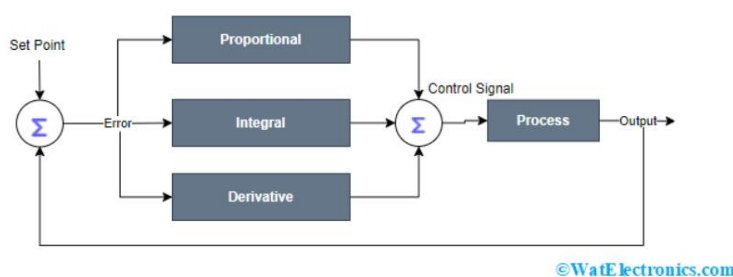 Set Point
Σ
Error
Proportional
Integral
Derivative
Control Signal
Σ
Process
Output
©WatElectronics.com